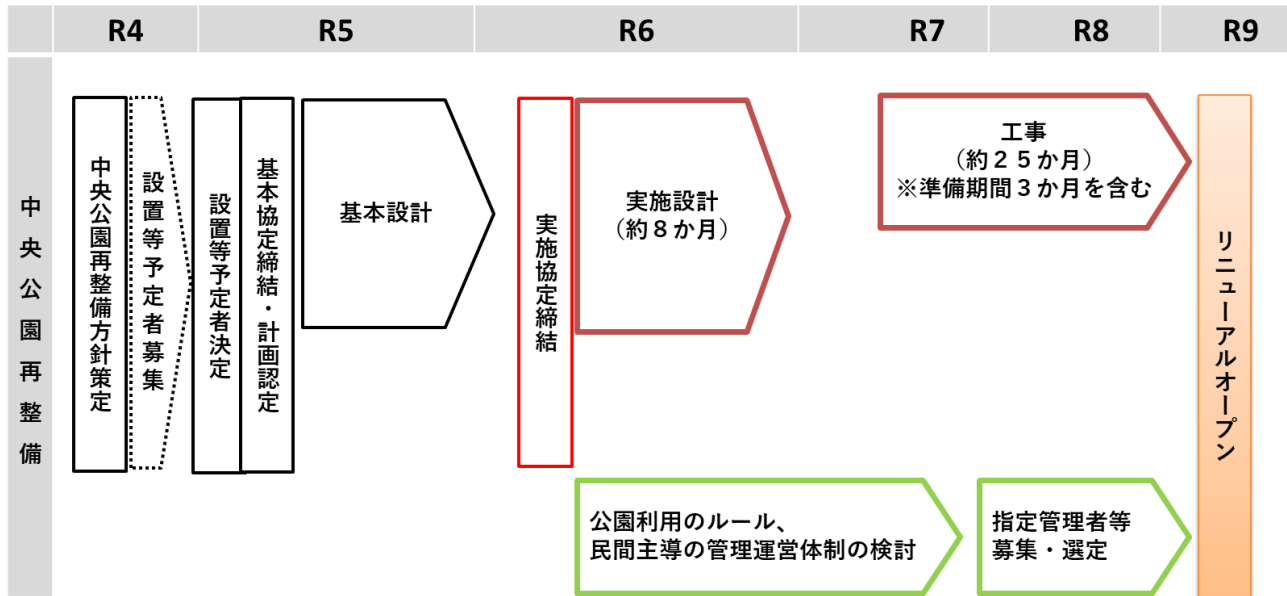 R4
R5
R6
R7
R8
R9
中央公園再整備
中央公園再整備方針策定
設置等予定者募集
設置等予定者決定
基本協定締結・計画認定
基本設計
実施協定締結
実施設計
（約８か月）
工事
（約２５か月）
※準備期間３か月を含む
公園利用のルール、
民間主導の管理運営体制の検討
指定管理者等
募集・選定
リニューアルオープン